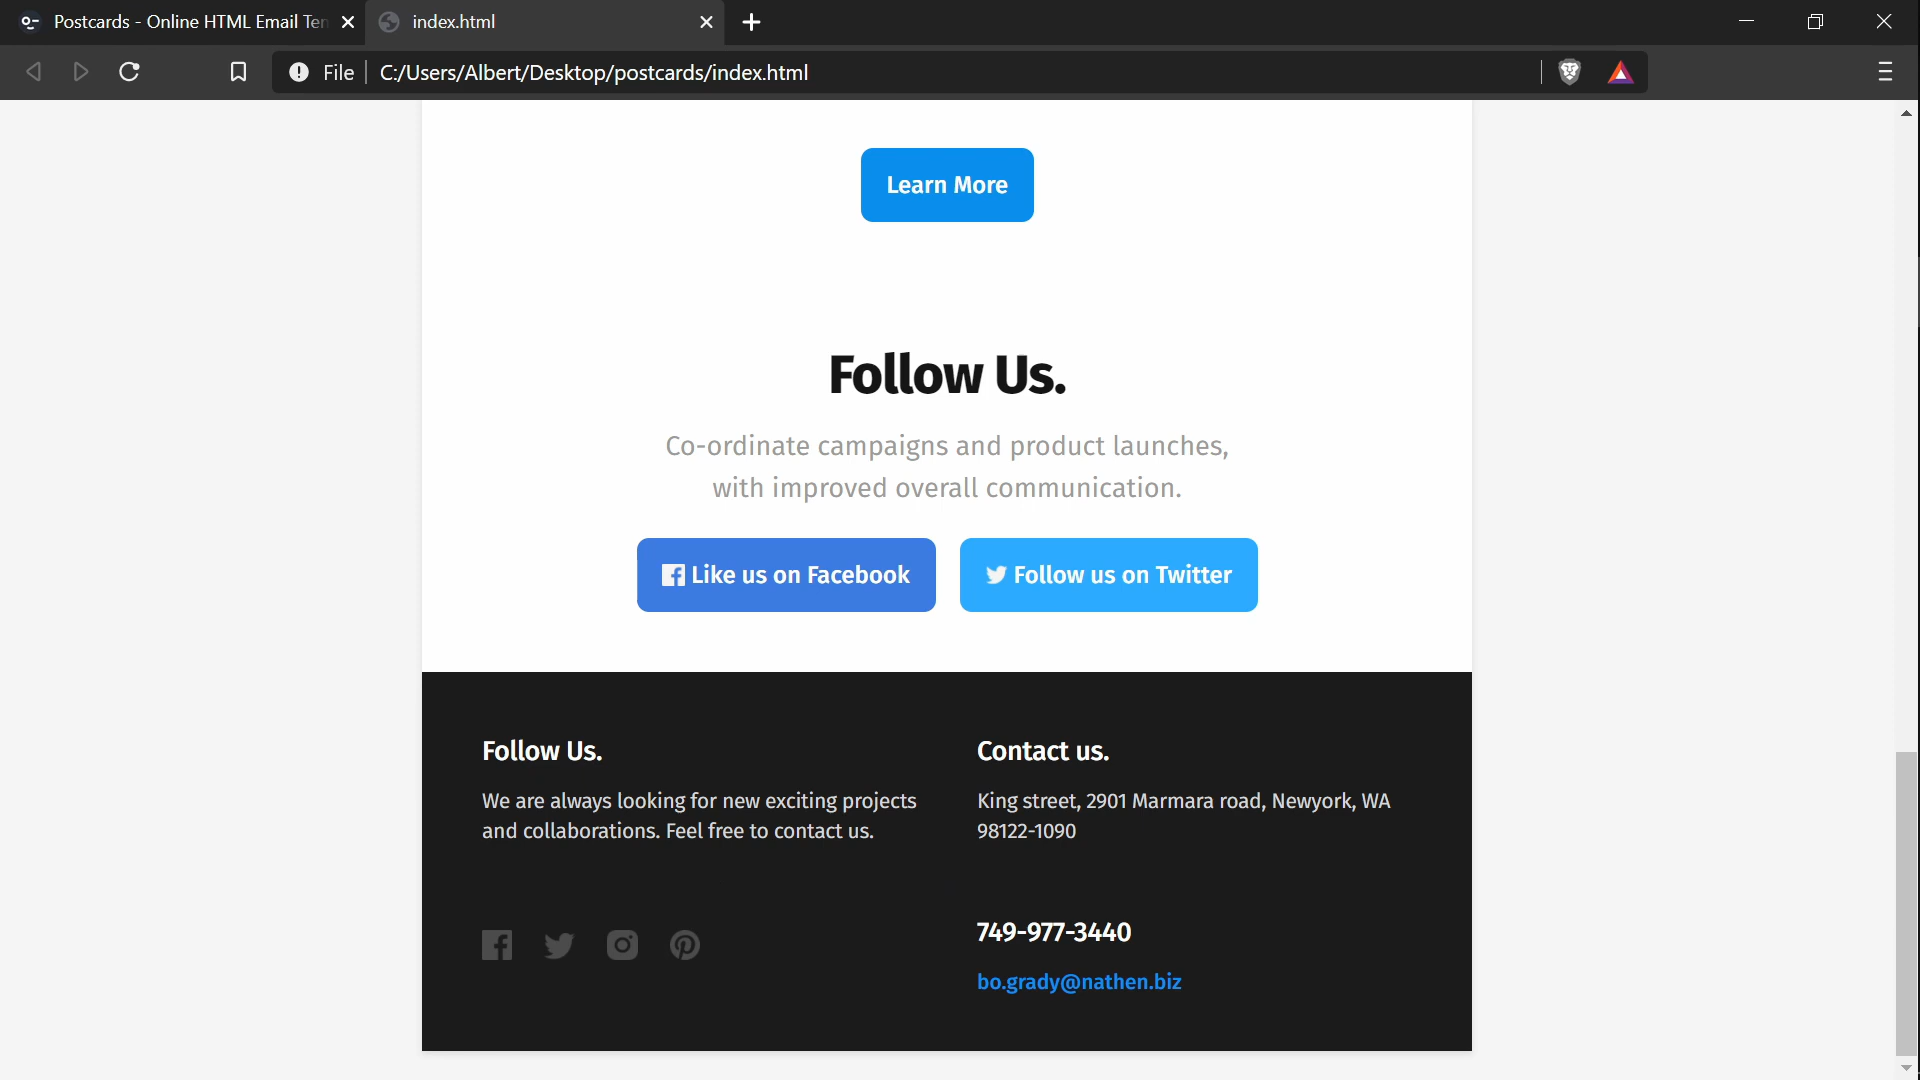 Postcards - Online HTML Email Ten
index.html
File
C:/Users/Albert/Desktop/postcards/index.html
Learn More
Follow Us.
Co-ordinate campaigns and product launches,
with improved overall communication.
Like us on Facebook
Follow us on Twitter
Follow Us.
We are always looking for new exciting projects
and collaborations. Feel free to contact us.
Contact us.
King street, 2901 Marmara road, Newyork, WA
98122-1090
749-977-3440
bo.grady@nathen.biz